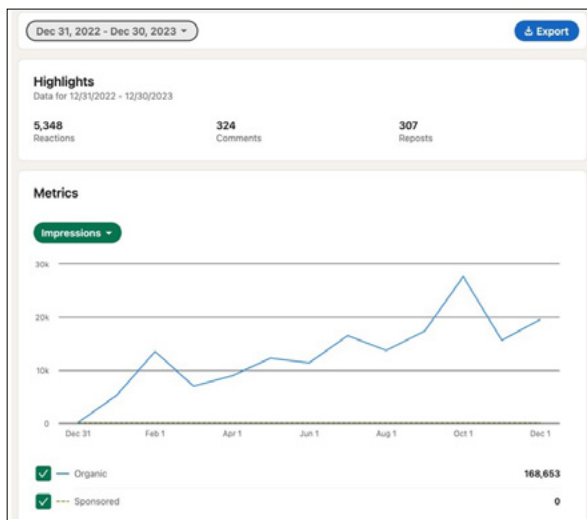 Dec 31, 2022 - Dec 30, 2023
Export
Highlights
Data for 12/31/2022 - 12/30/2023
5,348 324 307
Reactions Comments Reposts
Metrics
Impressions
30k
20k
10k
0
Dec 31 Feb 1 Apr 1 Jun 1 Aug 1 Oct 1 Dec 1
Organic 168,653
Sponsored 0